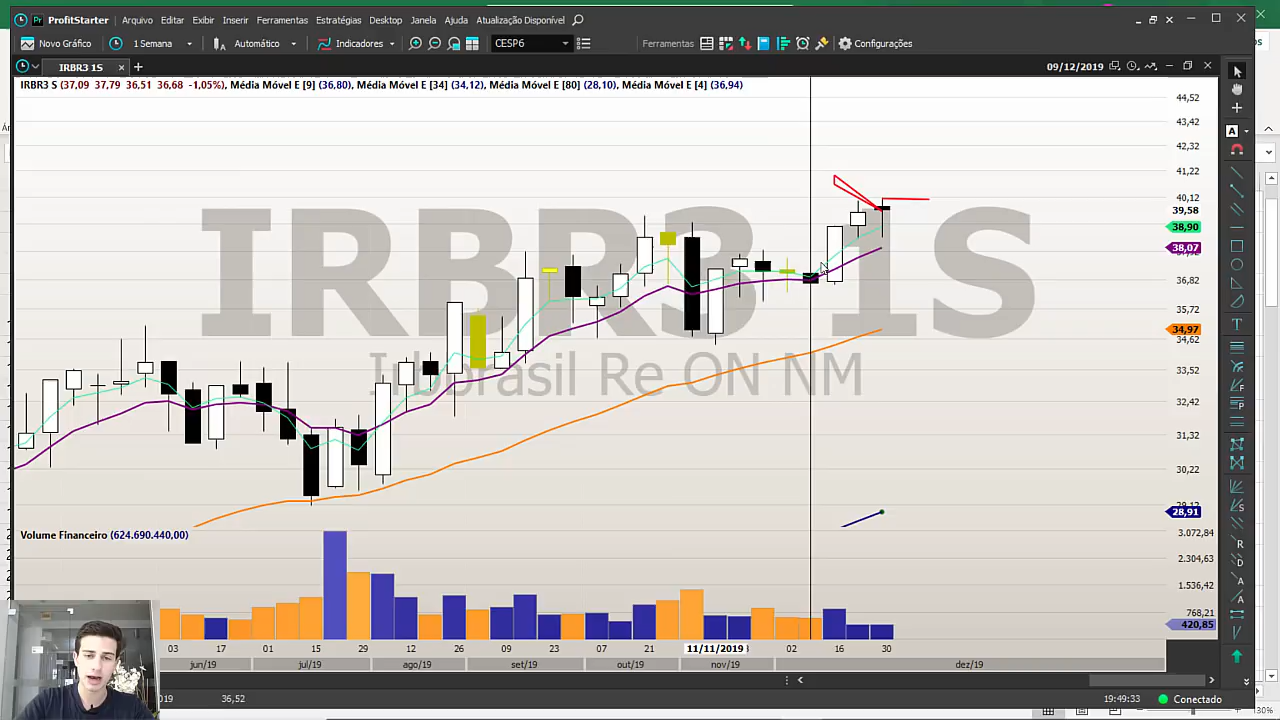 ProfitStarter Arquivo Editar Exibir Inserir Ferramentas Estratégias Desktop Janela Ajuda Atualização Disponível
Novo Gráfico 1 Semana Automático Indicadores CESP6 Ferramentas Configurações
IRBR3 1S 09/12/2019
IRBR3 S (37,09 37,79 36,51 36,68 -1,05%), Média Móvel E [9] (36,80), Média Móvel E [34] (34,12), Média Móvel E [80] (28,10), Média Móvel E [4] (36,94)
44,52
43,42
42,32
41,22
40,12
39,58
38,90
38,07
36,82
35,72
34,97
34,62
33,52
32,42
31,32
30,22
28,91
IRBR3 1S
Irbbrasil Re ON NM
Volume Financeiro (624.690.440,00)
3.072,84
2.304,63
1.536,42
768,21
420,85
03 17 01 15 29 12 26 09 23 07 21 11/11/2019 02 16 30
jun/19 jul/19 ago/19 set/19 out/19 nov/19 dez/19
2019 36,52 19:49:33 Conectado
30%